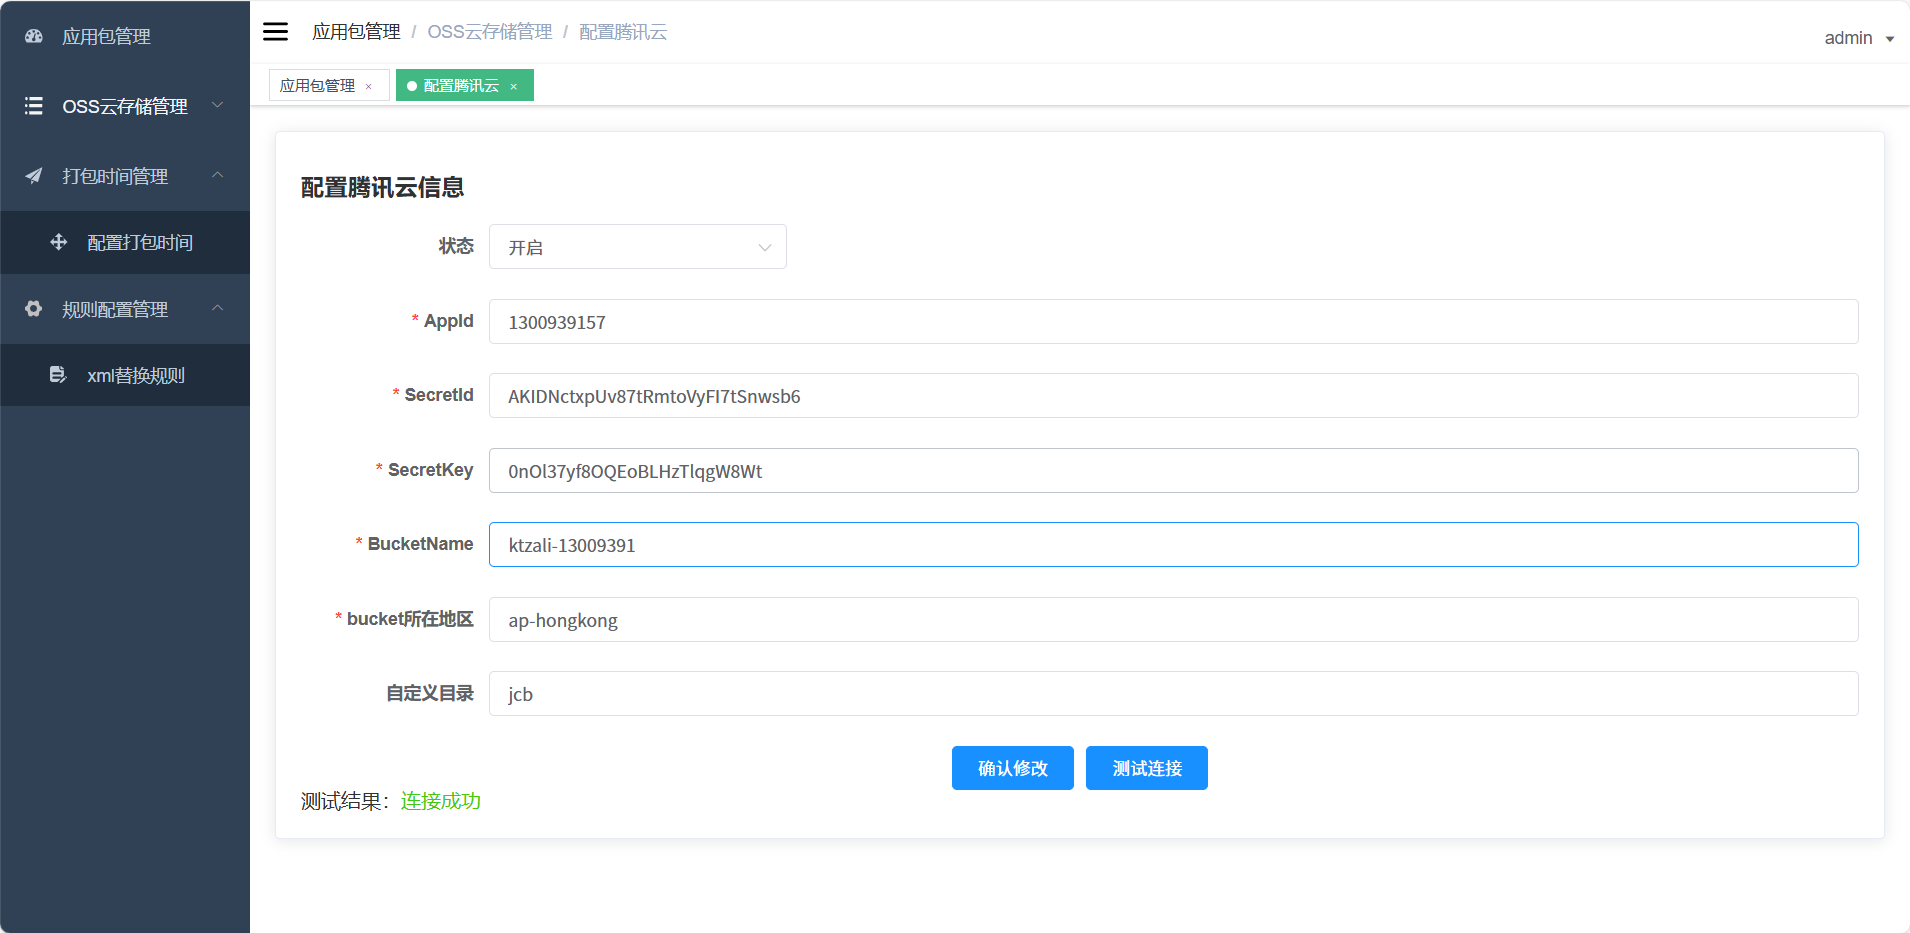 应用包管理
OSS云存储管理
打包时间管理
配置打包时间
规则配置管理
xml替换规则
应用包管理 / OSS云存储管理 / 配置腾讯云
admin
应用包管理 ×
配置腾讯云 ×
配置腾讯云信息
状态 开启
* AppId 1300939157
* SecretId AKIDNctxpUv87tRmtoVyFI7tSnwsb6
* SecretKey 0nOl37yf8OQEoBLHzTlqgW8Wt
* BucketName ktzali-13009391
* bucket所在地区 ap-hongkong
自定义目录 jcb
确认修改 测试连接
测试结果：连接成功